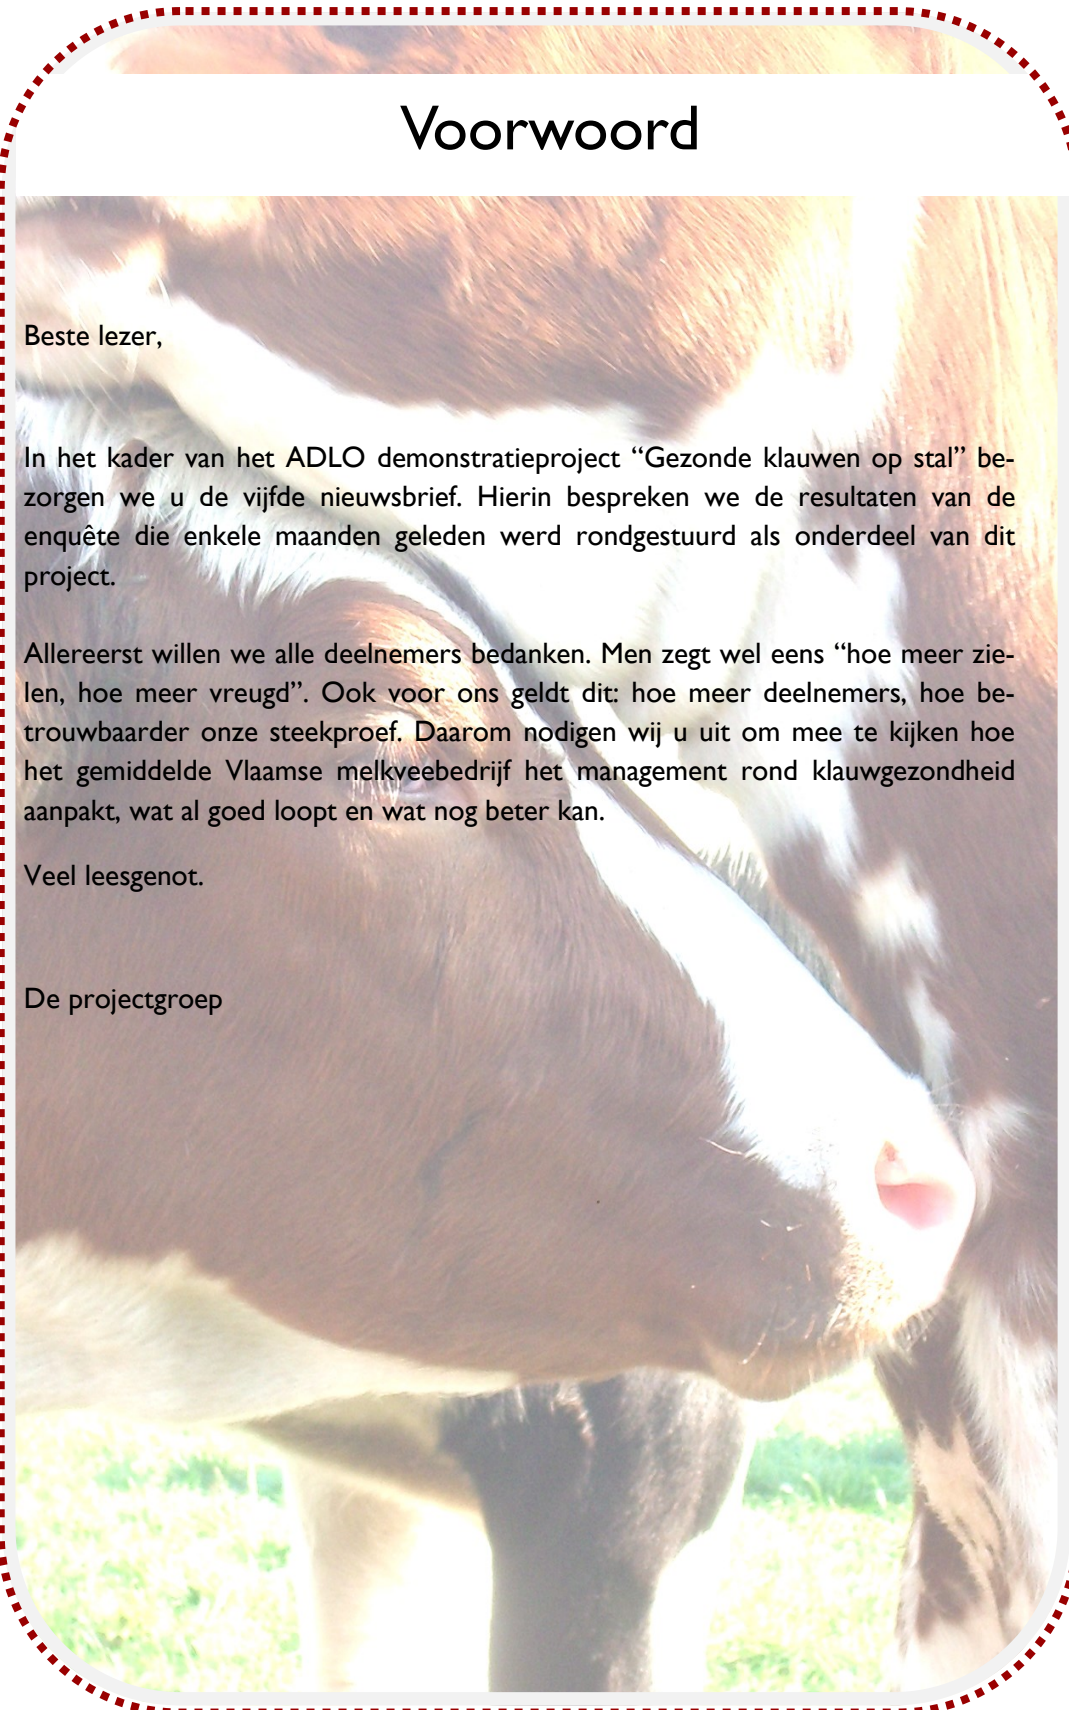 Voorwoord
Beste lezer,
In het kader van het ADLO demonstratieproject “Gezonde klauwen op stal” be-
zorgen we u de vijfde nieuwsbrief. Hierin bespreken we de resultaten van de
enquête die enkele maanden geleden werd rondgestuurd als onderdeel van dit
project.
Allereerst willen we alle deelnemers bedanken. Men zegt wel eens “hoe meer zie-
len, hoe meer vreugd”. Ook voor ons geldt dit: hoe meer deelnemers, hoe be-
trouwbaarder onze steekproef. Daarom nodigen wij u uit om mee te kijken hoe
het gemiddelde Vlaamse melkveebedrijf het management rond klauwgezondheid
aanpakt, wat al goed loopt en wat nog beter kan.
Veel leesgenot.
De projectgroep